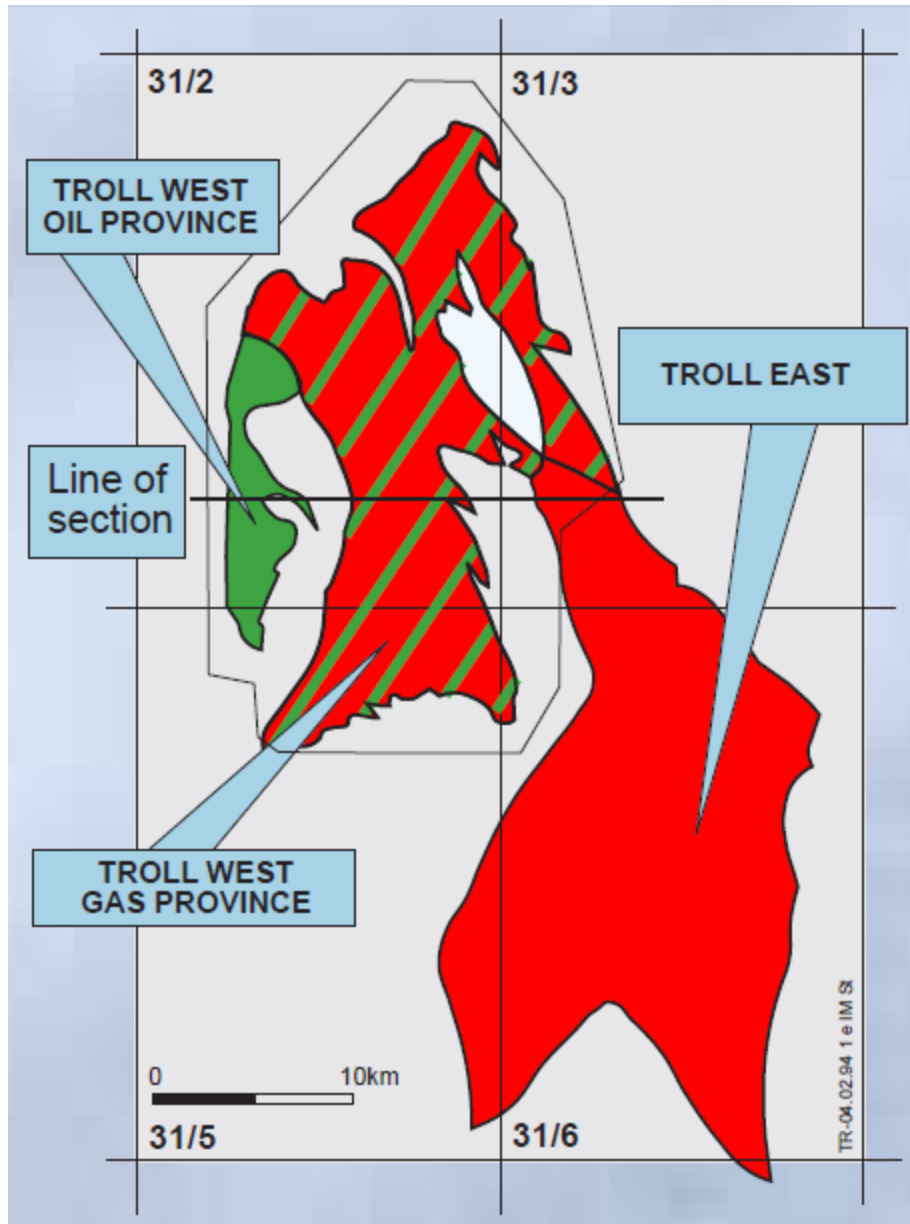 31/2
31/3
TROLL WEST
OIL PROVINCE
TROLL EAST
Line of
section
TROLL WEST
GAS PROVINCE
0 10km
31/5
31/6
TR-04.02.94 1 e IM St